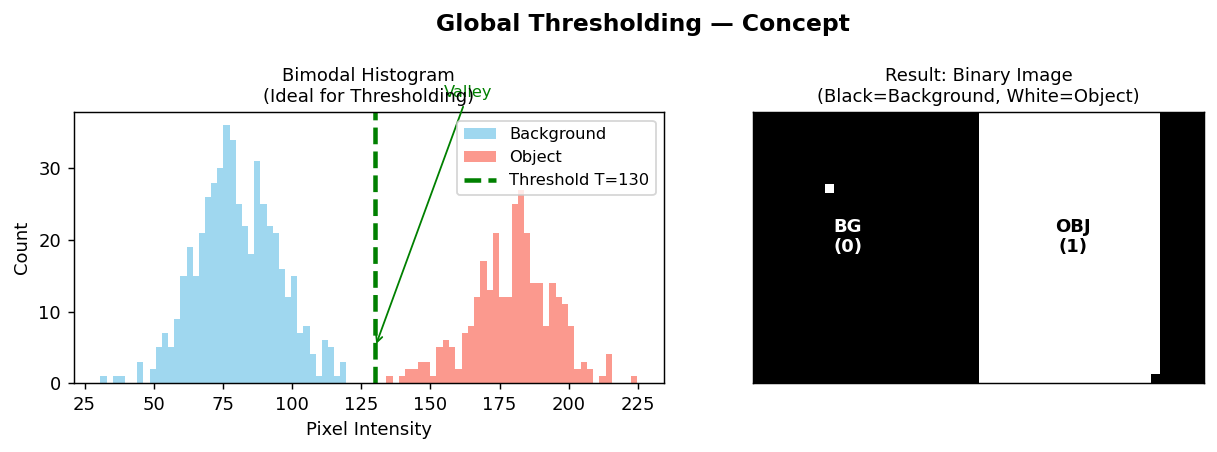 Global Thresholding — Concept
Bimodal Histogram
(Ideal for Thresholding)
Valley
Background
Object
Threshold T=130
Count
30
20
10
0
25 50 75 100 125 150 175 200 225
Pixel Intensity
Result: Binary Image
(Black=Background, White=Object)
BG
(0)
OBJ
(1)